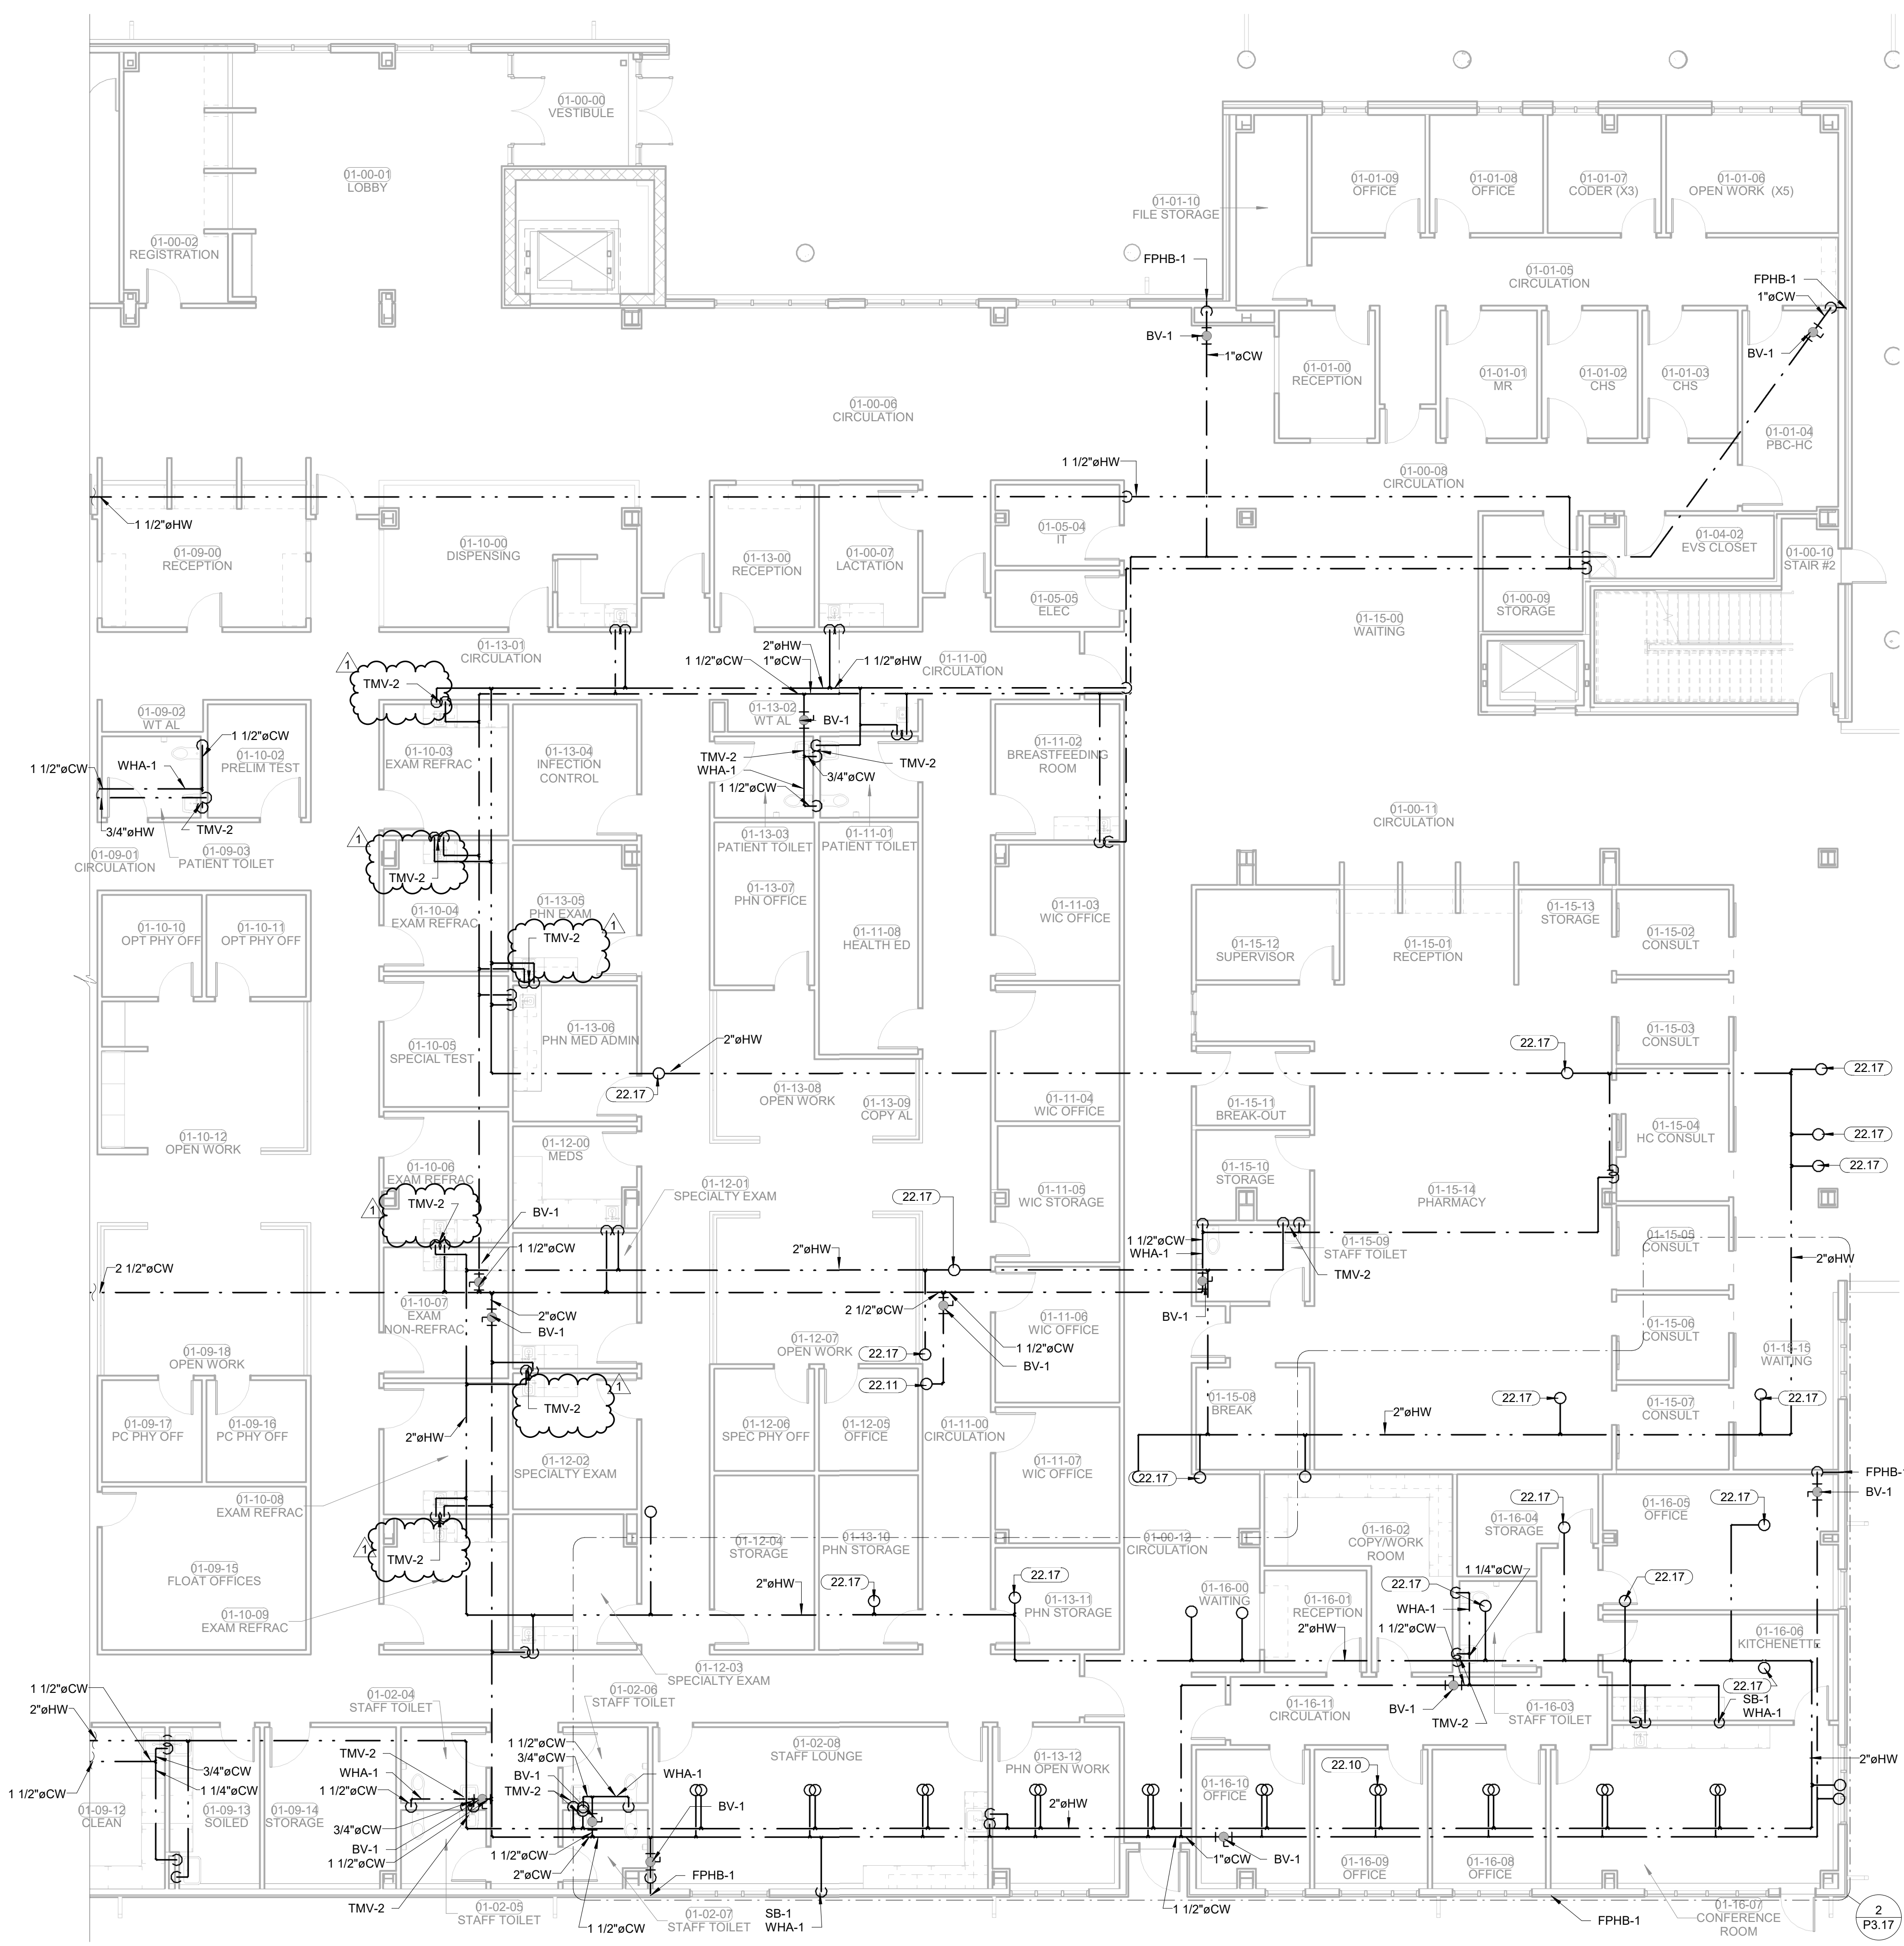 01-00-00
VESTIBULE
01-00-01
LOBBY
01-00-02
REGISTRATION
01-01-10
FILE STORAGE
01-01-09
OFFICE
01-01-08
OFFICE
01-01-07
CODER (X3)
01-01-06
OPEN WORK (X5)
01-01-05
CIRCULATION
FPHB-1
BV-1
1"øCW
FPHB-1
1"øCW
BV-1
01-01-00
RECEPTION
01-01-01
MR
01-01-02
CHS
01-01-03
CHS
01-01-04
PBC-HC
01-00-06
CIRCULATION
01-00-08
CIRCULATION
1 1/2"øHW
1 1/2"øHW
01-09-00
RECEPTION
01-10-00
DISPENSING
01-13-00
RECEPTION
01-00-07
LACTATION
01-05-04
IT
01-05-05
ELEC
01-04-02
EVS CLOSET
01-00-10
STAIR #2
01-00-09
STORAGE
01-15-00
WAITING
01-13-01
CIRCULATION
01-11-00
CIRCULATION
2"øHW
1 1/2"øCW
1"øCW
1 1/2"øHW
1
TMV-2
01-09-02
WT AL
1 1/2"øCW
01-10-02
PRELIM TEST
1 1/2"øCW
WHA-1
3/4"øHW
TMV-2
01-09-01
CIRCULATION
01-09-03
PATIENT TOILET
01-10-03
EXAM REFRAC
01-13-04
INFECTION
CONTROL
01-13-02
WT AL
BV-1
TMV-2
WHA-1
TMV-2
3/4"øCW
1 1/2"øCW
01-11-02
BREASTFEEDING
ROOM
01-00-11
CIRCULATION
1
TMV-2
01-13-03
PATIENT TOILET
01-11-01
PATIENT TOILET
01-10-10
OPT PHY OFF
01-10-11
OPT PHY OFF
01-10-04
EXAM REFRAC
01-13-05
PHN EXAM
1
TMV-2
01-13-07
PHN OFFICE
01-11-08
HEALTH ED
01-11-03
WIC OFFICE
01-15-12
SUPERVISOR
01-15-01
RECEPTION
01-15-13
STORAGE
01-15-02
CONSULT
01-10-05
SPECIAL TEST
01-13-06
PHN MED ADMIN
2"øHW
22.17
01-13-08
OPEN WORK
01-13-09
COPY AL
01-11-04
WIC OFFICE
22.17
01-15-03
CONSULT
22.17
01-15-11
BREAK-OUT
01-15-04
HC CONSULT
22.17
22.17
01-10-12
OPEN WORK
01-12-00
MEDS
01-10-06
EXAM REFRAC
1
TMV-2
01-12-01
SPECIALTY EXAM
BV-1
1 1/2"øCW
22.17
01-11-05
WIC STORAGE
01-15-10
STORAGE
01-15-14
PHARMACY
1 1/2"øCW
WHA-1
01-15-09
STAFF TOILET
TMV-2
01-15-05
CONSULT
2"øHW
2"øHW
2 1/2"øCW
01-10-07
EXAM
NON-REFRAC
2"øCW
BV-1
2 1/2"øCW
1 1/2"øCW
BV-1
22.17
22.11
01-11-06
WIC OFFICE
BV-1
01-15-06
CONSULT
01-15-15
WAITING
01-09-18
OPEN WORK
01-12-07
OPEN WORK
01-09-17
PC PHY OFF
01-09-16
PC PHY OFF
2"øHW
1
TMV-2
01-12-06
SPEC PHY OFF
01-12-05
OFFICE
01-11-00
CIRCULATION
01-15-08
BREAK
22.17
22.17
01-15-07
CONSULT
2"øHW
01-12-02
SPECIALTY EXAM
01-11-07
WIC OFFICE
22.17
FPHB-1
BV-1
01-10-08
EXAM REFRAC
22.17
01-16-05
OFFICE
22.17
01-16-04
STORAGE
01-16-02
COPY/WORK
ROOM
1
TMV-2
01-12-04
STORAGE
01-13-10
PHN STORAGE
01-00-12
CIRCULATION
01-09-15
FLOAT OFFICES
01-10-09
EXAM REFRAC
2"øHW
22.17
22.17
01-13-11
PHN STORAGE
01-16-00
WAITING
01-16-01
RECEPTION
2"øHW
22.17
WHA-1
1 1/2"øCW
1 1/4"øCW
22.17
01-16-06
KITCHENETTE
01-12-03
SPECIALTY EXAM
01-16-11
CIRCULATION
BV-1
TMV-2
01-16-03
STAFF TOILET
22.17
SB-1
WHA-1
1 1/2"øCW
2"øHW
01-02-04
STAFF TOILET
01-02-06
STAFF TOILET
01-02-08
STAFF LOUNGE
01-13-12
PHN OPEN WORK
3/4"øCW
1 1/4"øCW
1 1/2"øCW
01-09-12
CLEAN
01-09-13
SOILED
01-09-14
STORAGE
TMV-2
WHA-1
1 1/2"øCW
3/4"øCW
BV-1
1 1/2"øCW
TMV-2
01-02-05
STAFF TOILET
1 1/2"øCW
3/4"øCW
BV-1
TMV-2
WHA-1
BV-1
1 1/2"øCW
2"øCW
FPHB-1
1 1/2"øCW
01-02-07
STAFF TOILET
SB-1
WHA-1
2"øHW
01-16-10
OFFICE
22.10
2"øHW
1"øCW
BV-1
01-16-09
OFFICE
01-16-08
OFFICE
1 1/2"øCW
FPHB-1
01-16-07
CONFERENCE
ROOM
2
P3.17